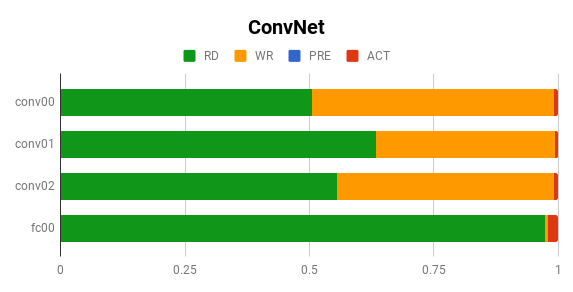 ConvNet
RD WR PRE ACT
conv00
conv01
conv02
fc00
0 0.25 0.5 0.75 1